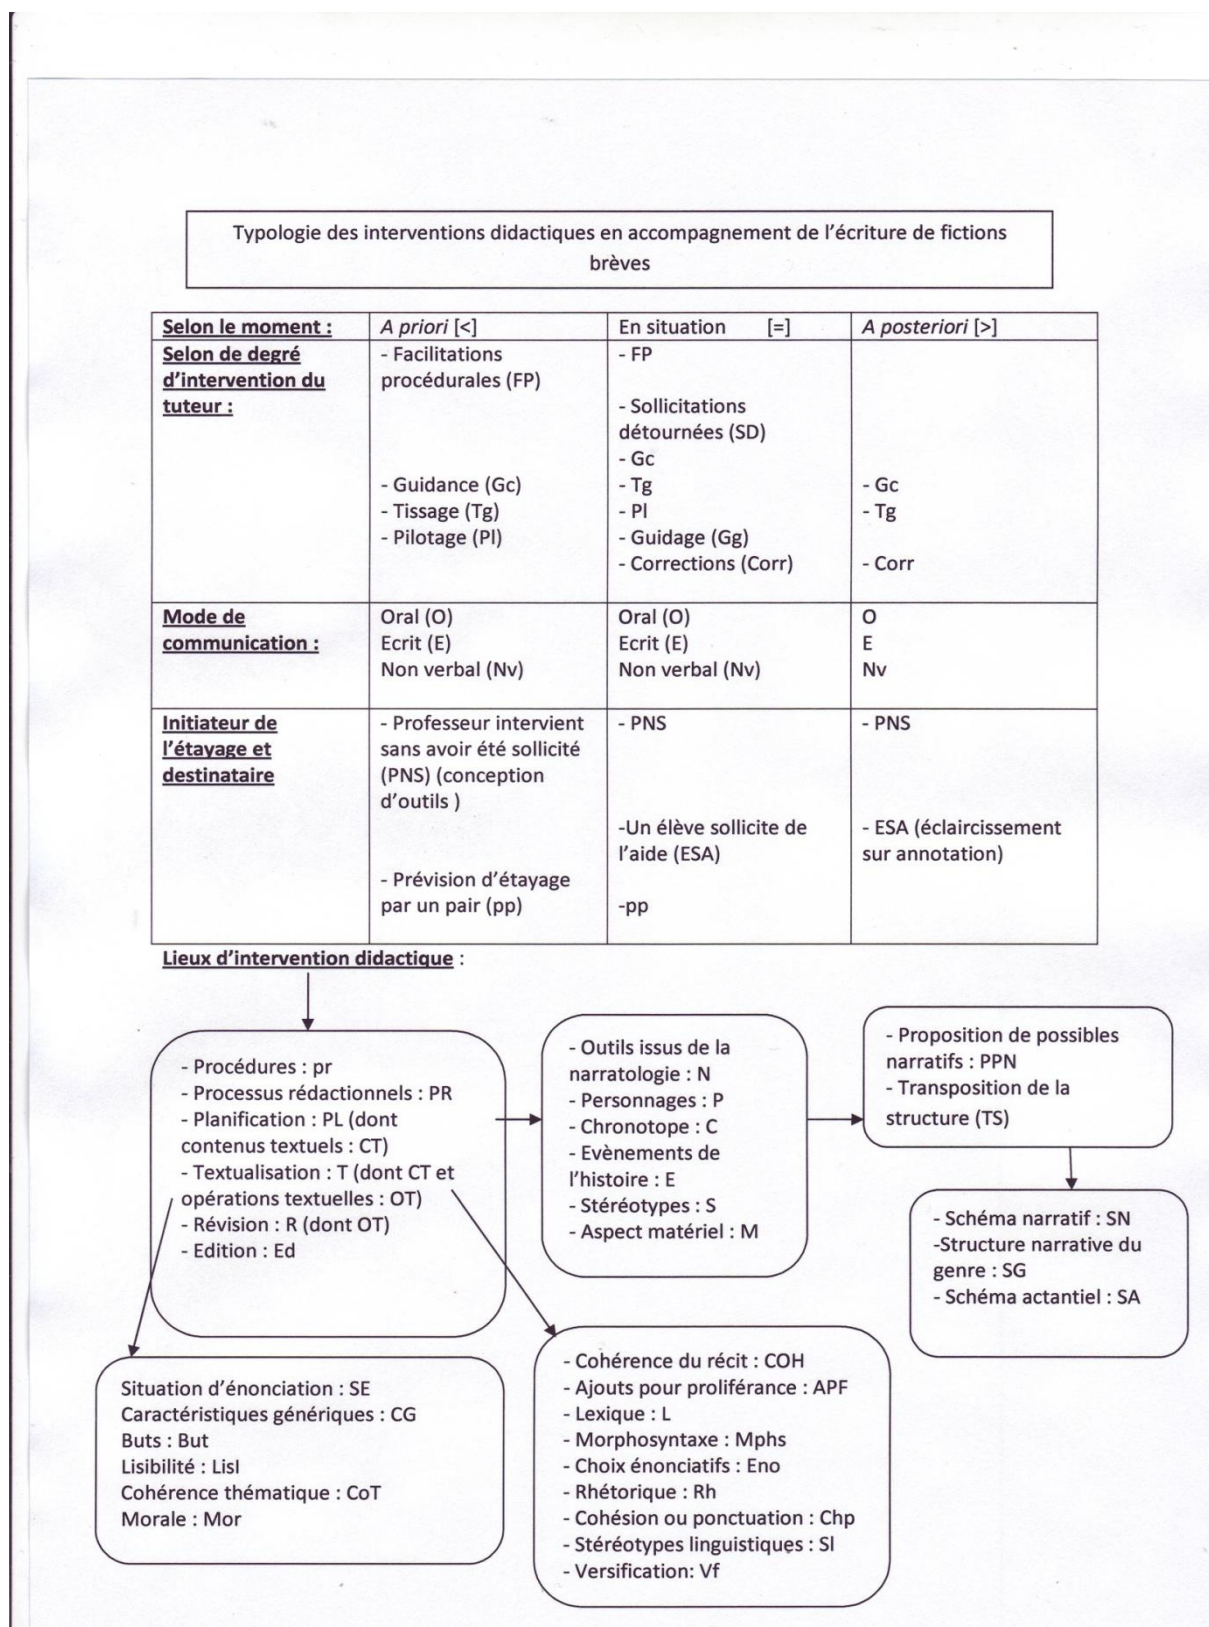 Typologie des interventions didactiques en accompagnement de l'écriture de fictions
brèves
Selon le moment :
A priori [<]
En situation [=]
A posteriori [>]
Selon de degré
d'intervention du
tuteur :
- Facilitations
procédurales (FP)
- Guidance (Gc)
- Tissage (Tg)
- Pilotage (Pl)
- FP
- Sollicitations
détournées (SD)
- Gc
- Tg
- Pl
- Guidage (Gg)
- Corrections (Corr)
- Gc
- Tg
- Corr
Mode de
communication :
Oral (O)
Ecrit (E)
Non verbal (Nv)
Oral (O)
Ecrit (E)
Non verbal (Nv)
O
E
Nv
Initiateur de
l'étayage et
destinataire
- Professeur intervient
sans avoir été sollicité
(PNS) (conception
d'outils )
- Prévision d'étayage
par un pair (pp)
- PNS
-Un élève sollicite de
l'aide (ESA)
-pp
- PNS
- ESA (éclaircissement
sur annotation)
Lieux d'intervention didactique :
- Procédures : pr
- Processus rédactionnels : PR
- Planification : PL (dont
contenus textuels : CT)
- Textualisation : T (dont CT et
opérations textuelles : OT)
- Révision : R (dont OT)
- Edition : Ed
- Outils issus de la
narratologie : N
- Personnages : P
- Chronotope : C
- Evènements de
l'histoire : E
- Stéréotypes : S
- Aspect matériel : M
- Proposition de possibles
narratifs : PPN
- Transposition de la
structure (TS)
- Schéma narratif : SN
-Structure narrative du
genre : SG
- Schéma actantiel : SA
Situation d'énonciation : SE
Caractéristiques génériques : CG
Buts : But
Lisibilité : LisI
Cohérence thématique : CoT
Morale : Mor
- Cohérence du récit : COH
- Ajouts pour proliférance : APF
- Lexique : L
- Morphosyntaxe : Mphs
- Choix énonciatifs : Eno
- Rhétorique : Rh
- Cohésion ou ponctuation : Chp
- Stéréotypes linguistiques : Sl
- Versification: Vf